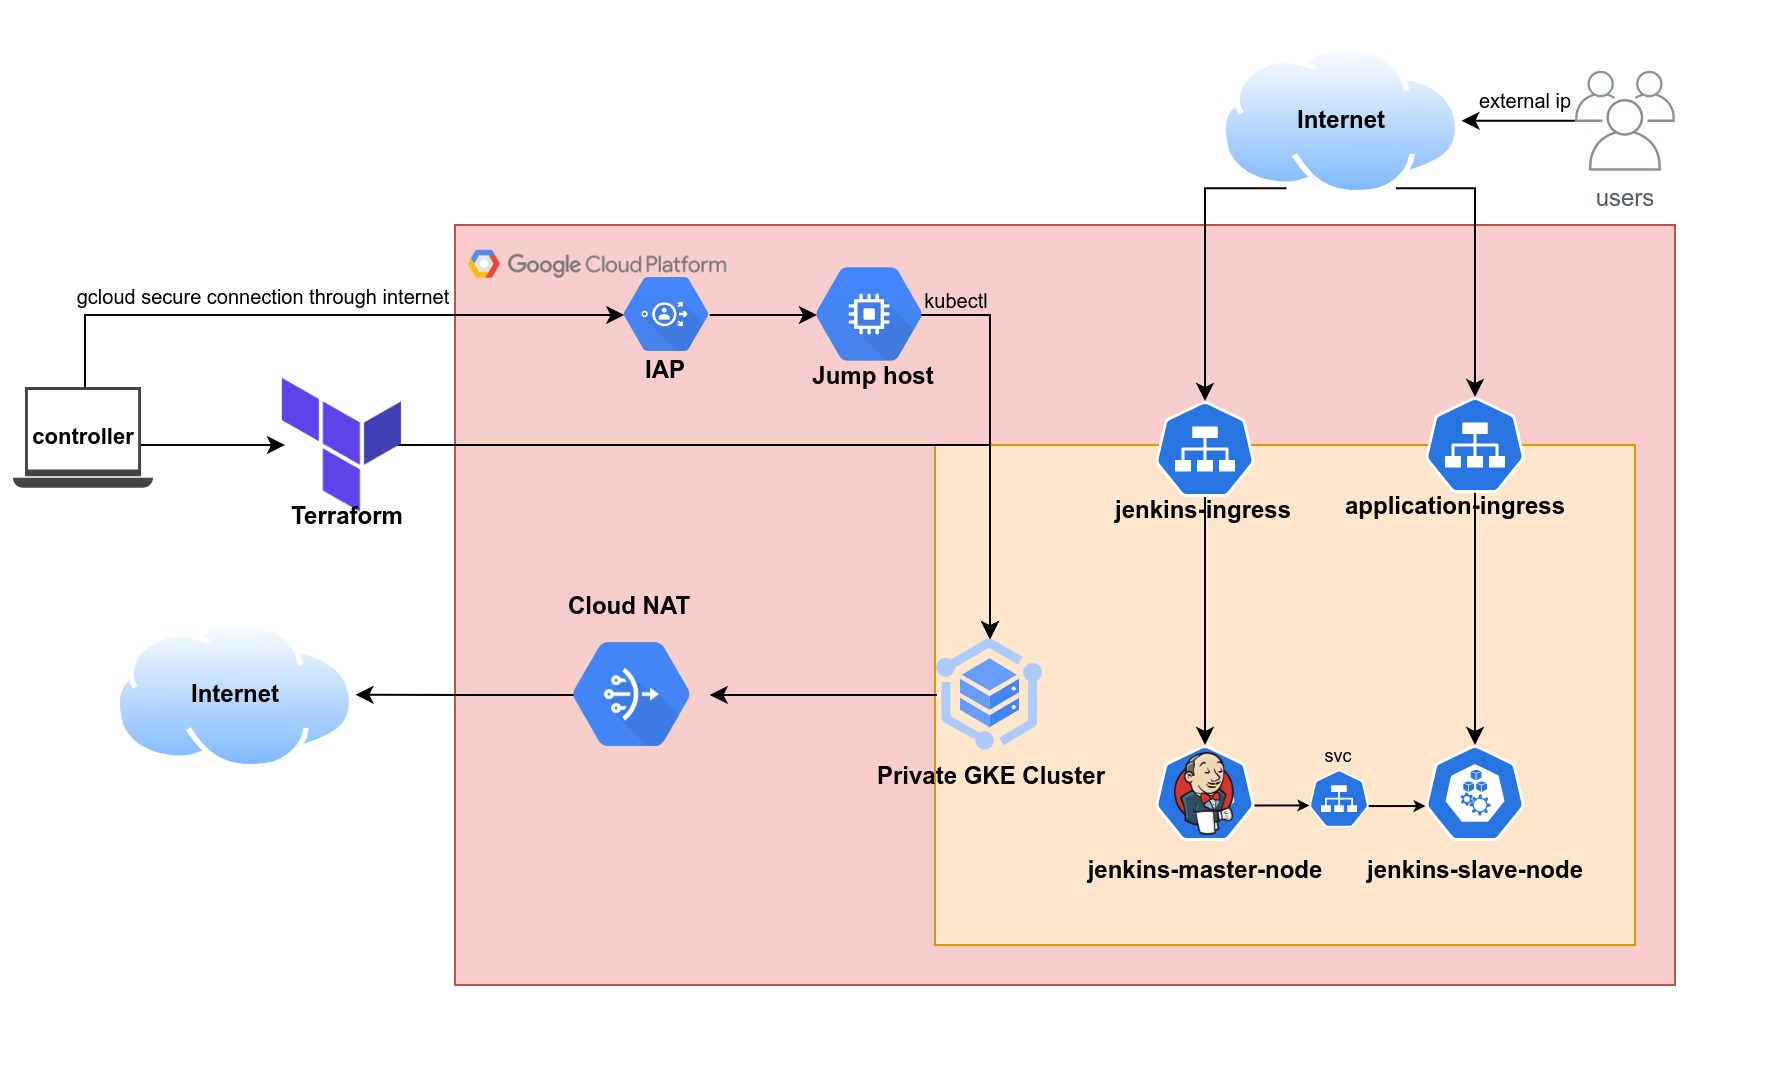 Internet
external ip
users
Google Cloud Platform
gcloud secure connection through internet
kubectl
IAP
Jump host
controller
Terraform
jenkins-ingress
application-ingress
Cloud NAT
Internet
Private GKE Cluster
svc
jenkins-master-node
jenkins-slave-node